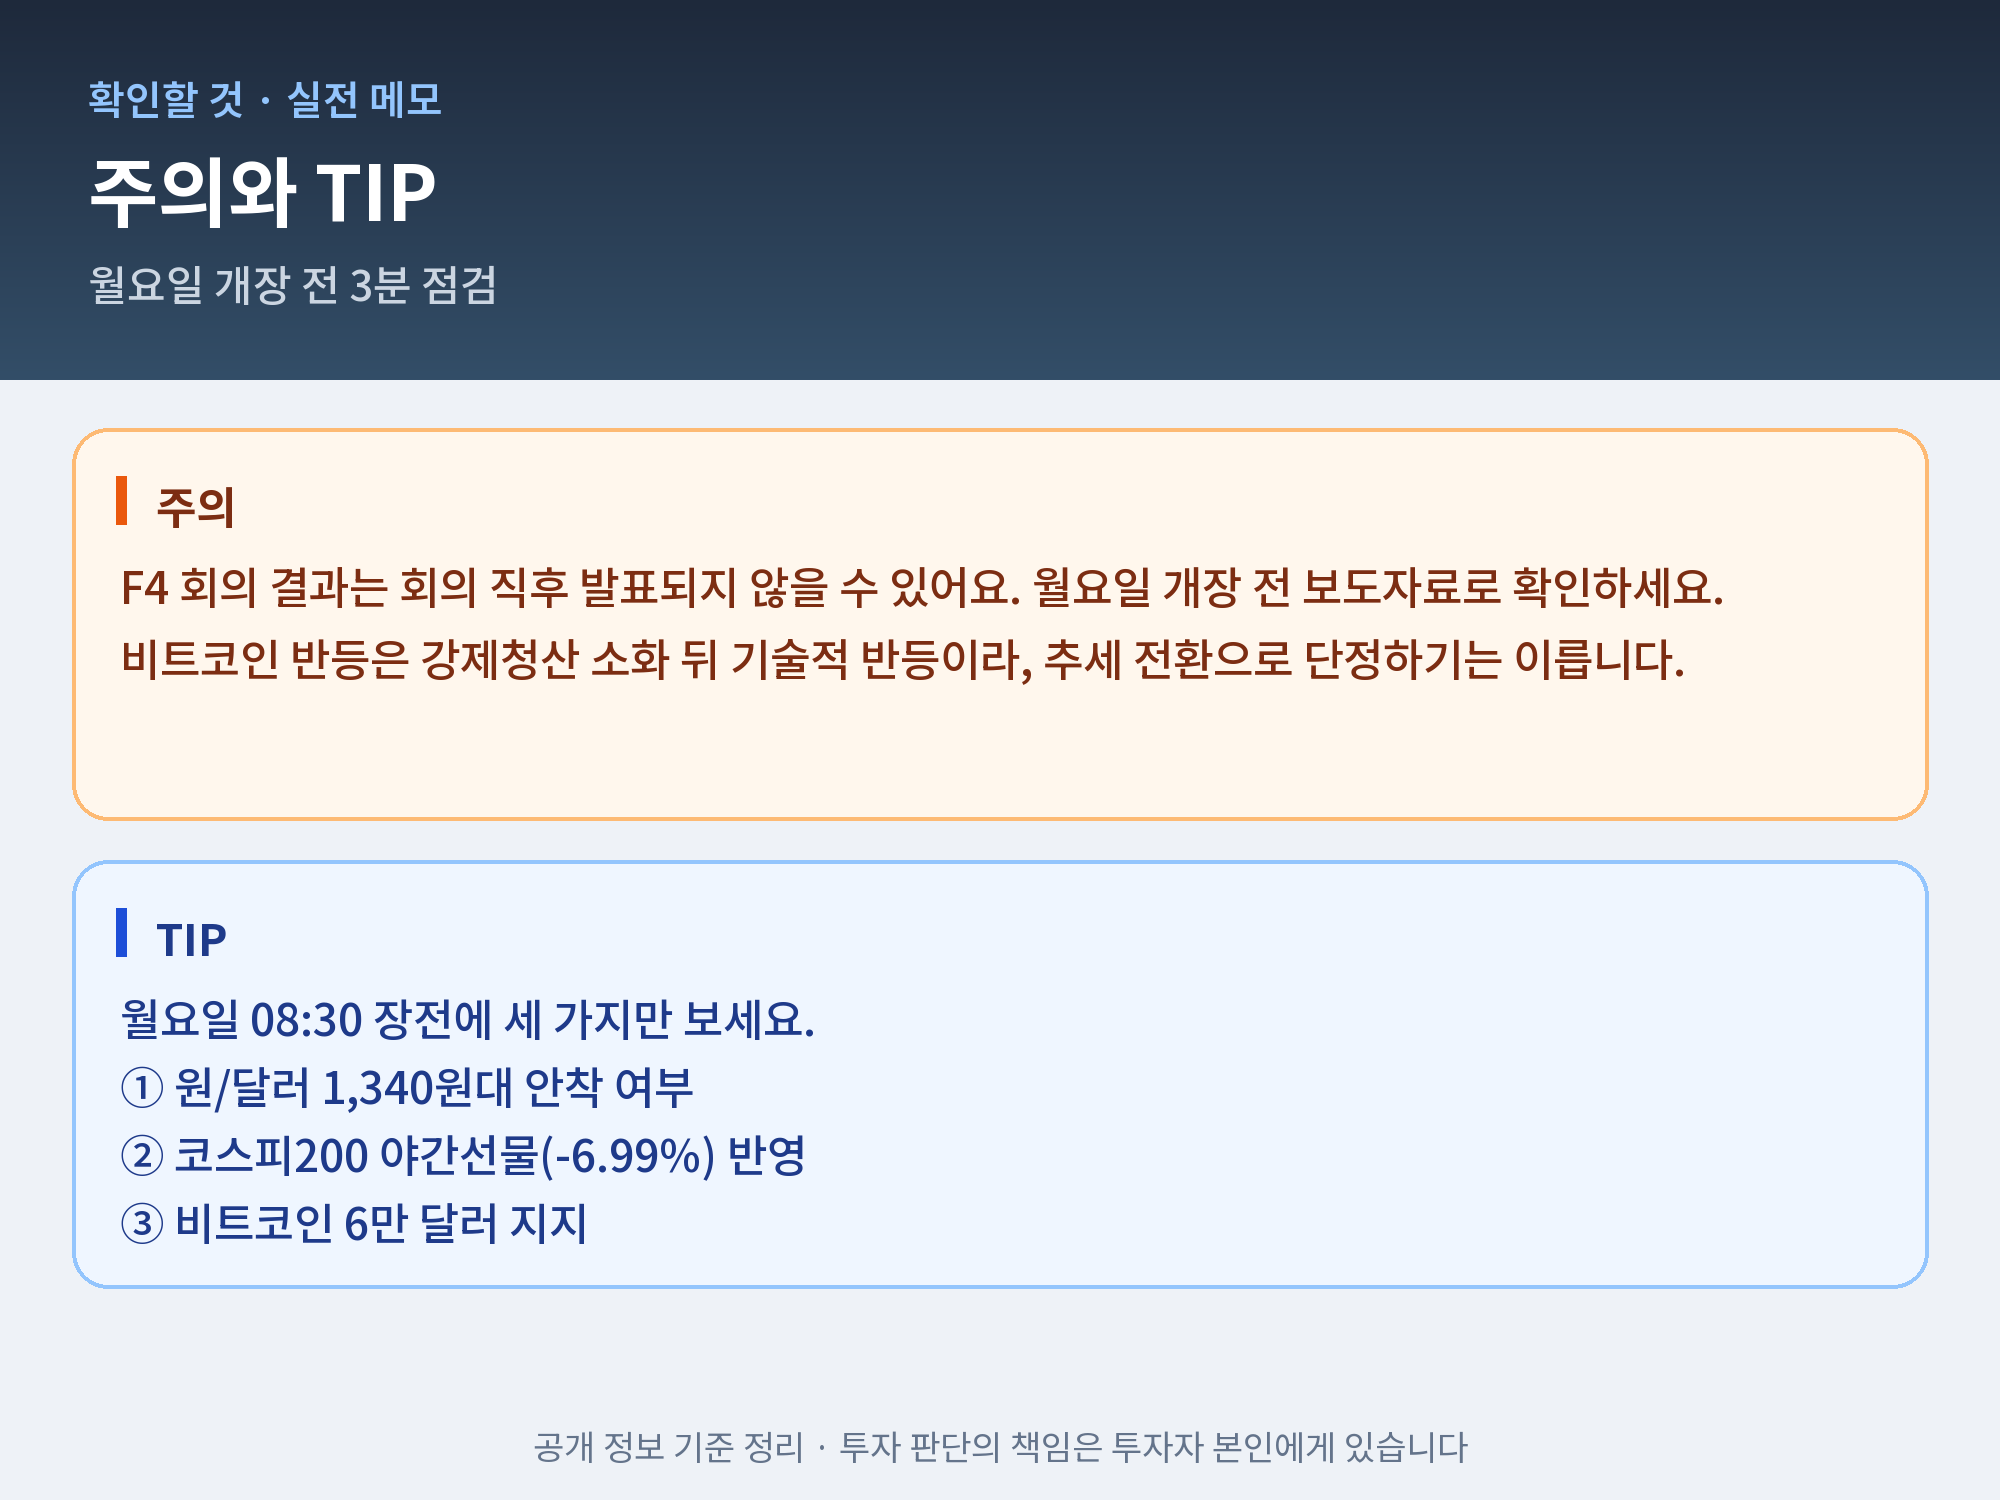 확인할 것 · 실전 메모
주의와 TIP
월요일 개장 전 3분 점검
주의
F4 회의 결과는 회의 직후 발표되지 않을 수 있어요. 월요일 개장 전 보도자료로 확인하세요.
비트코인 반등은 강제청산 소화 뒤 기술적 반등이라, 추세 전환으로 단정하기는 이릅니다.
TIP
월요일 08:30 장전에 세 가지만 보세요.
① 원/달러 1,340원대 안착 여부
② 코스피200 야간선물(-6.99%) 반영
③ 비트코인 6만 달러 지지
공개 정보 기준 정리 · 투자 판단의 책임은 투자자 본인에게 있습니다